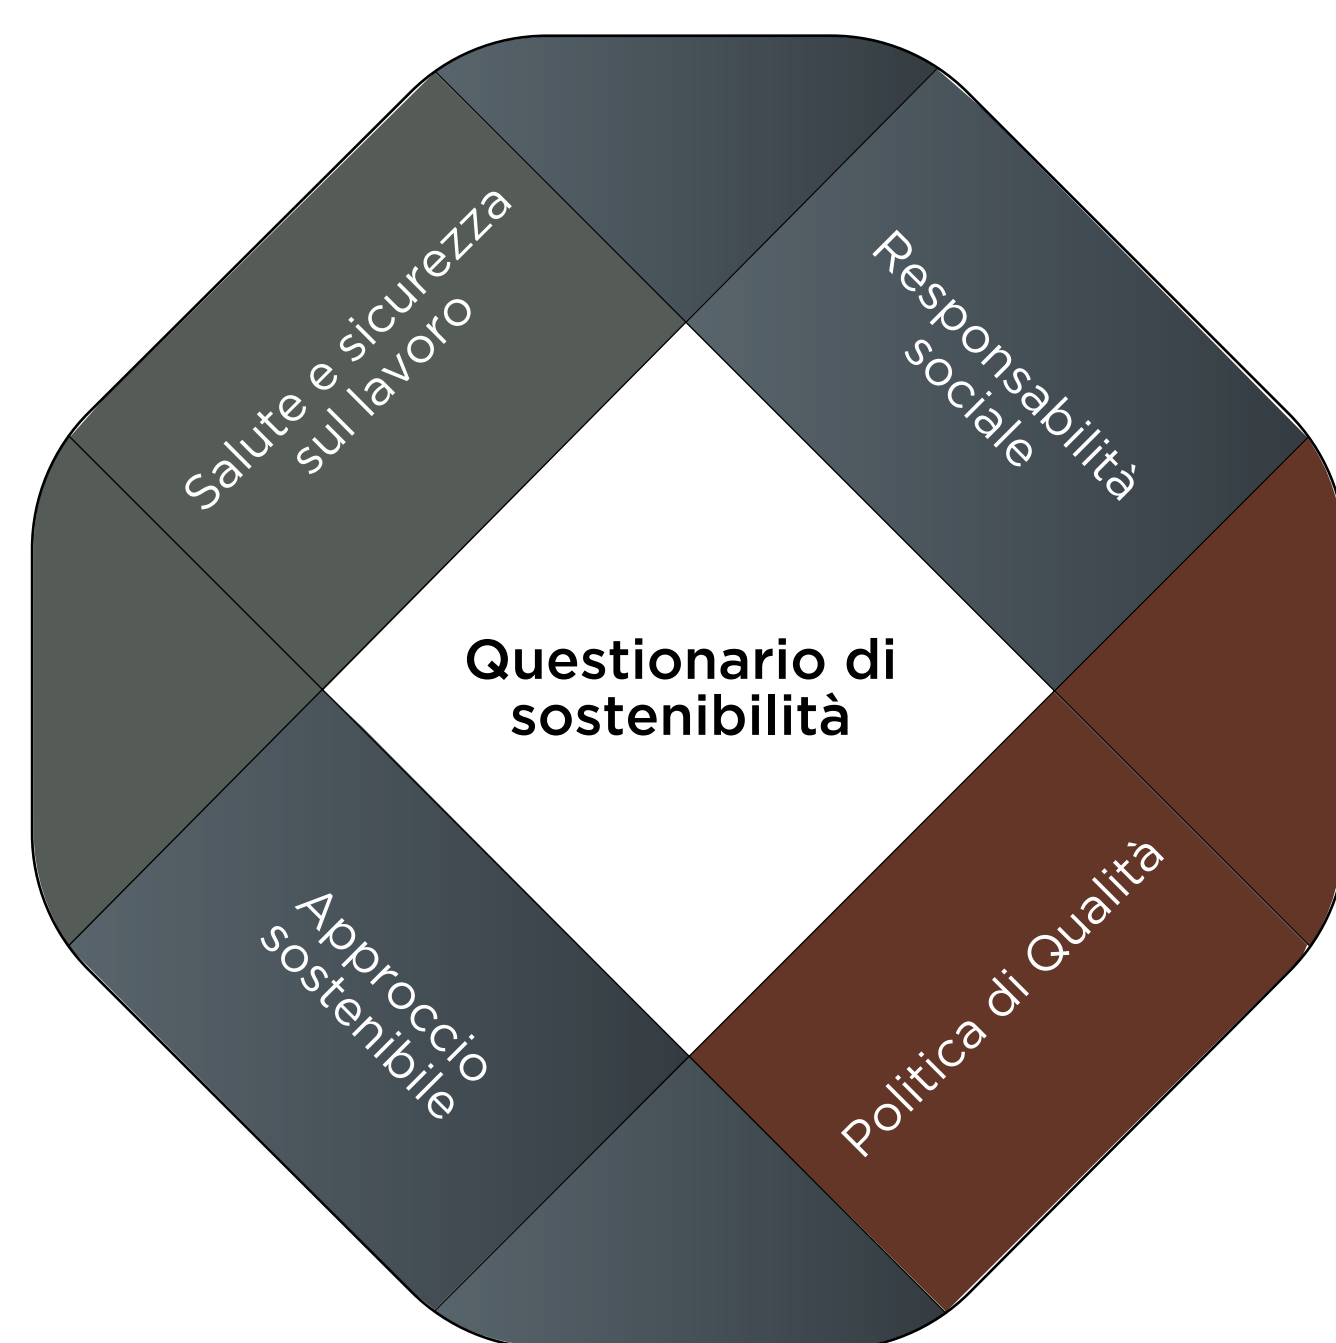 Salute e sicurezza
sul lavoro
Responsabilità
sociale
Questionario di
sostenibilità
Approccio
sostenibile
Politica di Qualità